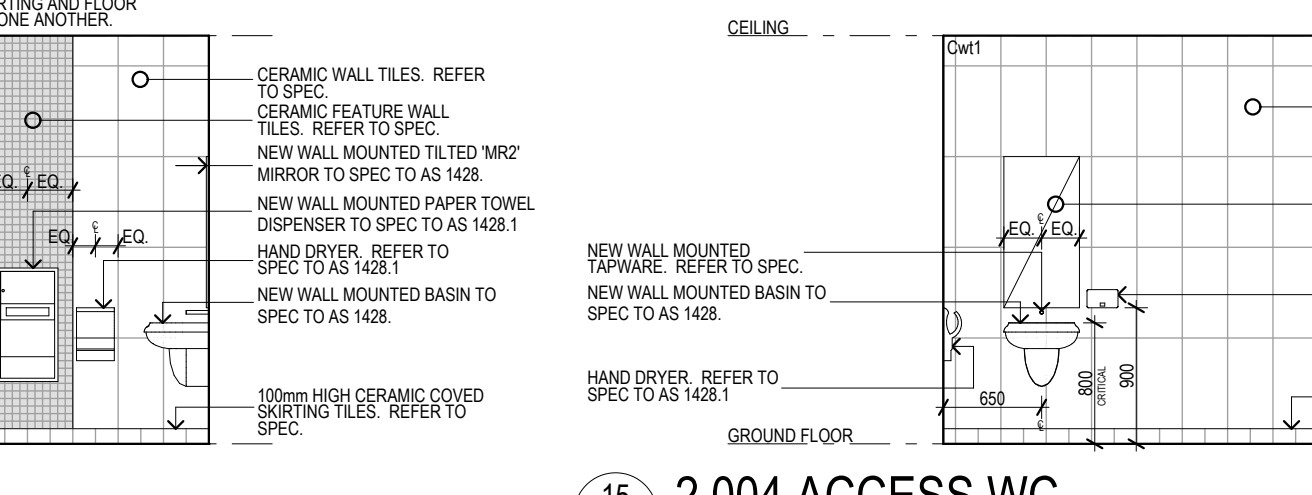 RTING AND FLOOR
ONE ANOTHER.
CERAMIC WALL TILES. REFER
TO SPEC.
CERAMIC FEATURE WALL
TILES. REFER TO SPEC.
NEW WALL MOUNTED TILTED 'MR2'
MIRROR TO SPEC TO AS 1428.
NEW WALL MOUNTED PAPER TOWEL
DISPENSER TO SPEC TO AS 1428.1
HAND DRYER. REFER TO
SPEC TO AS 1428.1
NEW WALL MOUNTED BASIN TO
SPEC TO AS 1428.
100mm HIGH CERAMIC COVED
SKIRTING TILES. REFER TO
SPEC.
EQ. ℄ EQ.
EQ. ℄ EQ.
CEILING
Cwt1
EQ. ℄ EQ.
NEW WALL MOUNTED
TAPWARE. REFER TO SPEC.
NEW WALL MOUNTED BASIN TO
SPEC TO AS 1428.
HAND DRYER. REFER TO
SPEC TO AS 1428.1
650
℄
800
CRITICAL
900
GROUND FLOOR
15
2.004 ACCESS WC